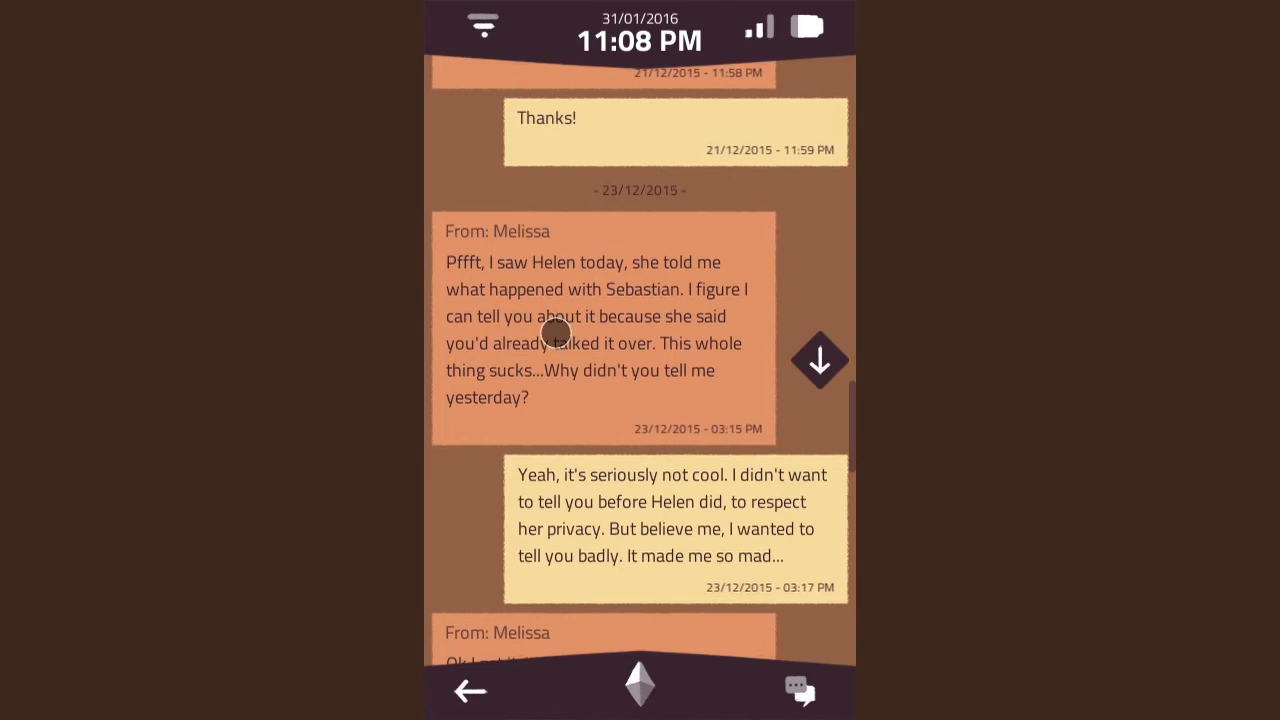 31/01/2016
11:08 PM
21/12/2015 - 11:58 PM
Thanks!
21/12/2015 - 11:59 PM
- 23/12/2015 -
From: Melissa
Pffft, I saw Helen today, she told me
what happened with Sebastian. I figure I
can tell you about it because she said
you'd already talked it over. This whole
thing sucks...Why didn't you tell me
yesterday?
23/12/2015 - 03:15 PM
Yeah, it's seriously not cool. I didn't want
to tell you before Helen did, to respect
her privacy. But believe me, I wanted to
tell you badly. It made me so mad...
23/12/2015 - 03:17 PM
From: Melissa